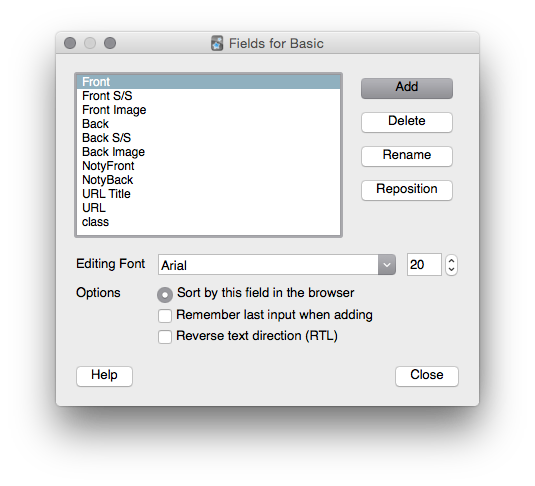 Fields for Basic
Front
Front S/S
Front Image
Back
Back S/S
Back Image
NotyFront
NotyBack
URL Title
URL
class
Add
Delete
Rename
Reposition
Editing Font Arial 20
Options Sort by this field in the browser
Remember last input when adding
Reverse text direction (RTL)
Help Close